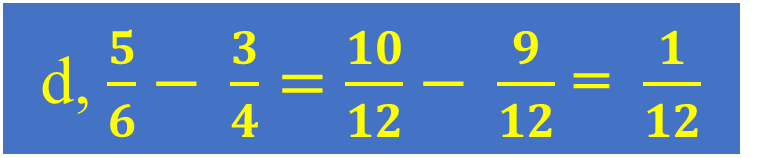 d, 5/6 − 3/4 = 10/12 − 9/12 = 1/12